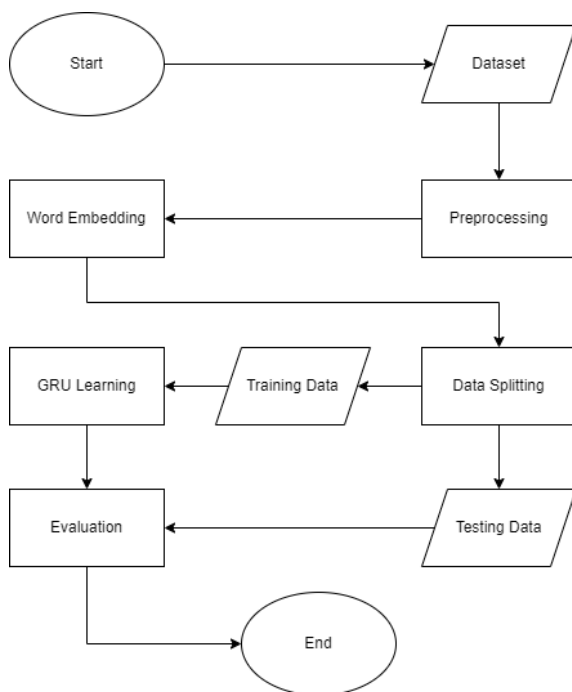 Start
Dataset
Word Embedding
Preprocessing
GRU Learning
Training Data
Data Splitting
Evaluation
Testing Data
End